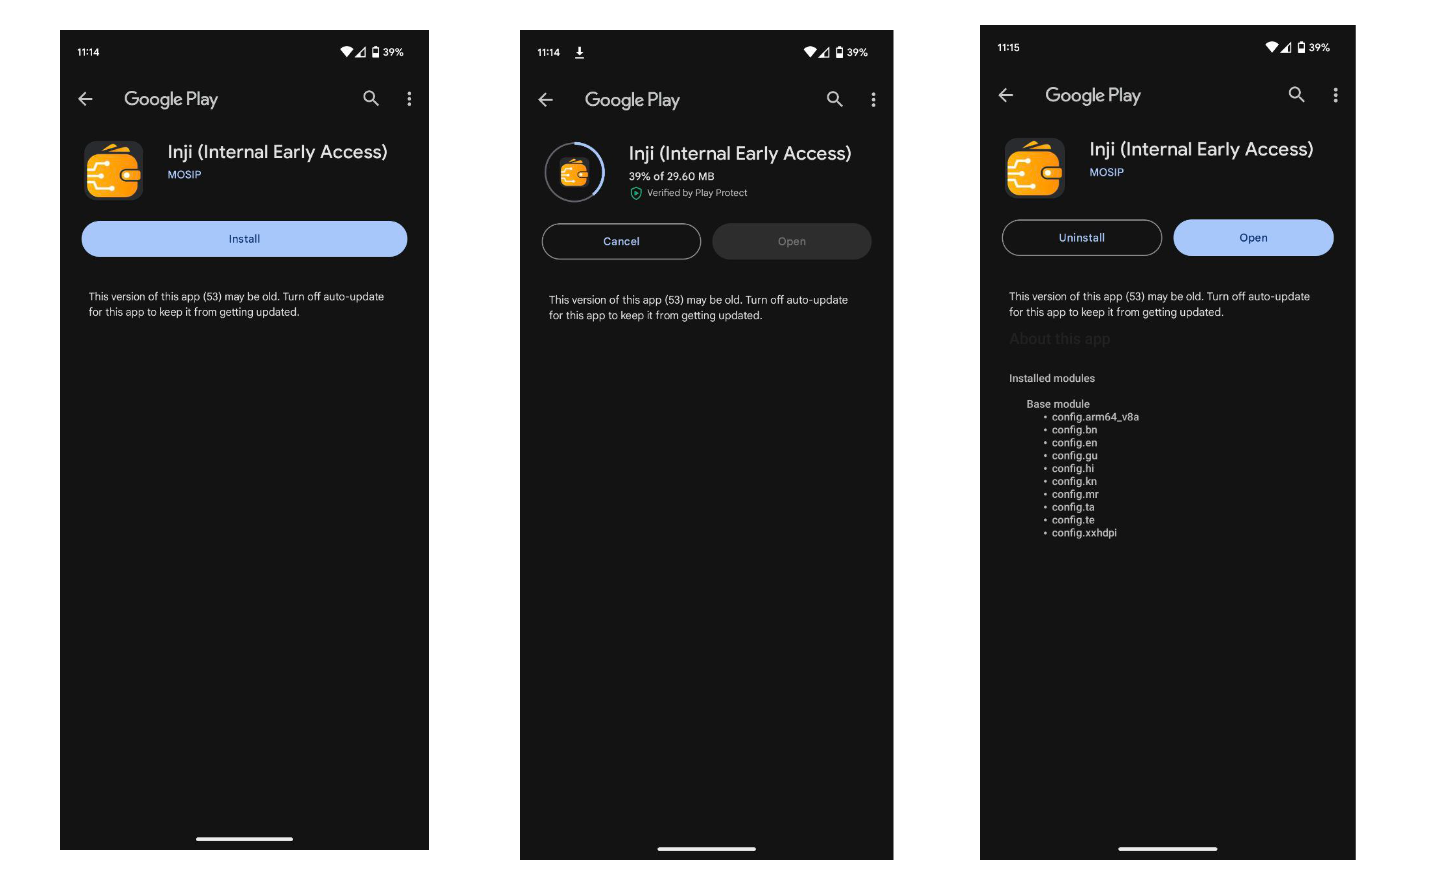 11:14
39%
Google Play
Inji (Internal Early Access)
MOSIP
Install
This version of this app (53) may be old. Turn off auto-update
for this app to keep it from getting updated.
11:14
39%
Google Play
Inji (Internal Early Access)
39% of 29.60 MB
Verified by Play Protect
Cancel
Open
This version of this app (53) may be old. Turn off auto-update
for this app to keep it from getting updated.
11:15
39%
Google Play
Inji (Internal Early Access)
MOSIP
Uninstall
Open
This version of this app (53) may be old. Turn off auto-update
for this app to keep it from getting updated.
About this app
Installed modules
Base module
• config.arm64_v8a
• config.bn
• config.en
• config.gu
• config.hi
• config.kn
• config.mr
• config.ta
• config.te
• config.xxhdpi